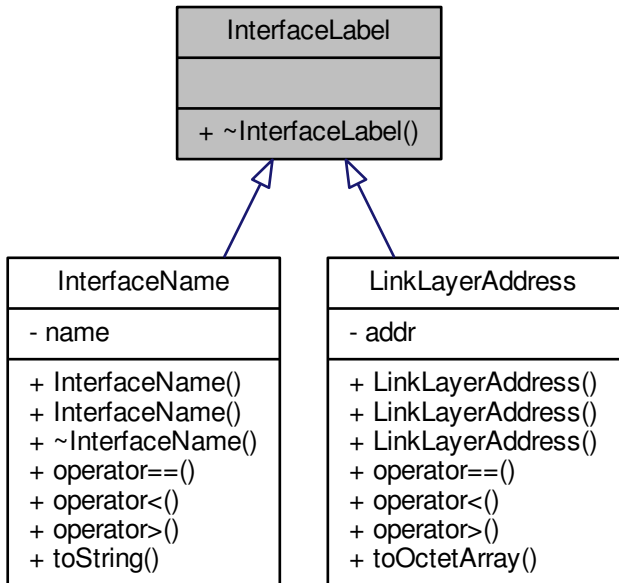 InterfaceLabel
+ ~InterfaceLabel()
InterfaceName
- name
+ InterfaceName()
+ InterfaceName()
+ ~InterfaceName()
+ operator==()
+ operator<()
+ operator>()
+ toString()
LinkLayerAddress
- addr
+ LinkLayerAddress()
+ LinkLayerAddress()
+ LinkLayerAddress()
+ operator==()
+ operator<()
+ operator>()
+ toOctetArray()